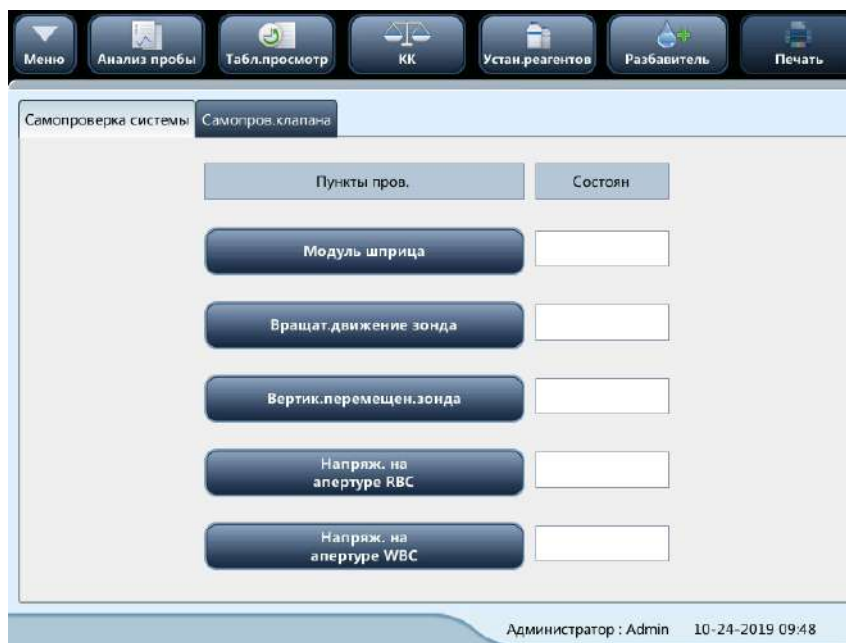 Меню
Анализ пробы
Табл.просмотр
КК
Устан.реагентов
Разбавитель
Печать
Самопроверка системы
Самопров.клапана
Пункты пров.
Состоян
Модуль шприца
Вращат.движение зонда
Вертик.перемещен.зонда
Напряж. на
апертуре RBC
Напряж. на
апертуре WBC
Администратор : Admin
10-24-2019 09:48